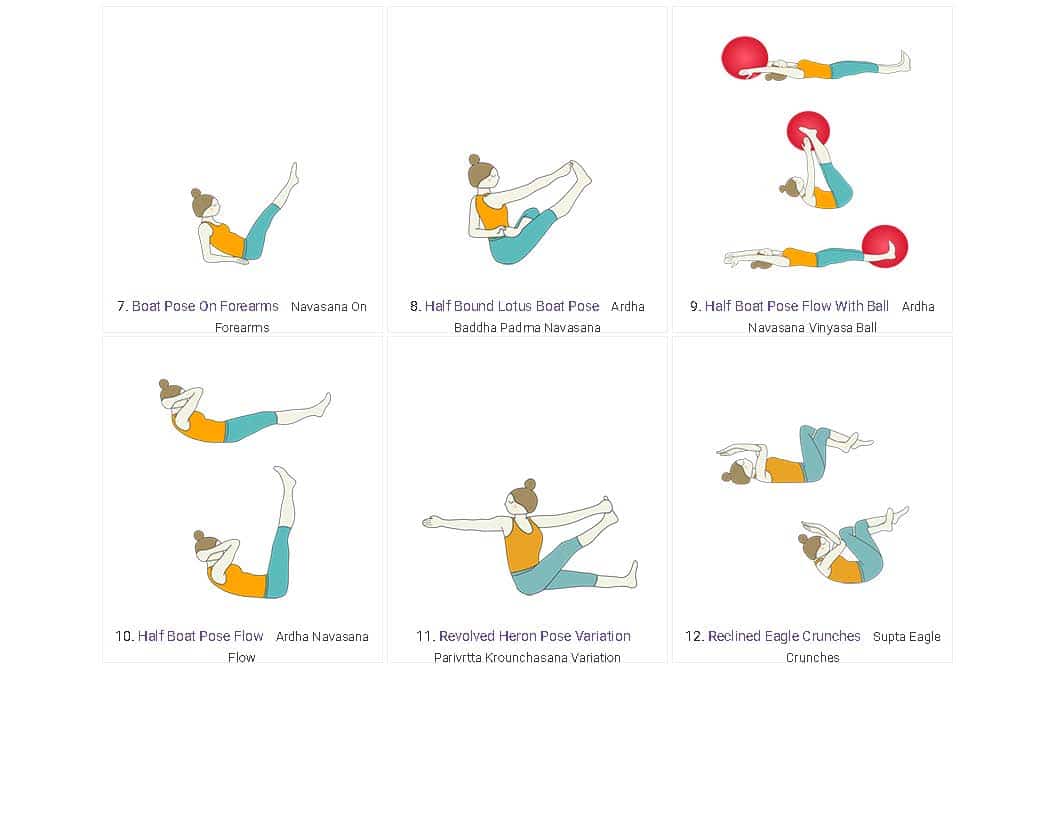 7. Boat Pose On Forearms Navasana On
Forearms
8. Half Bound Lotus Boat Pose Ardha
Baddha Padma Navasana
9. Half Boat Pose Flow With Ball Ardha
Navasana Vinyasa Ball
10. Half Boat Pose Flow Ardha Navasana
Flow
11. Revolved Heron Pose Variation
Parivrtta Krounchasana Variation
12. Reclined Eagle Crunches Supta Eagle
Crunches